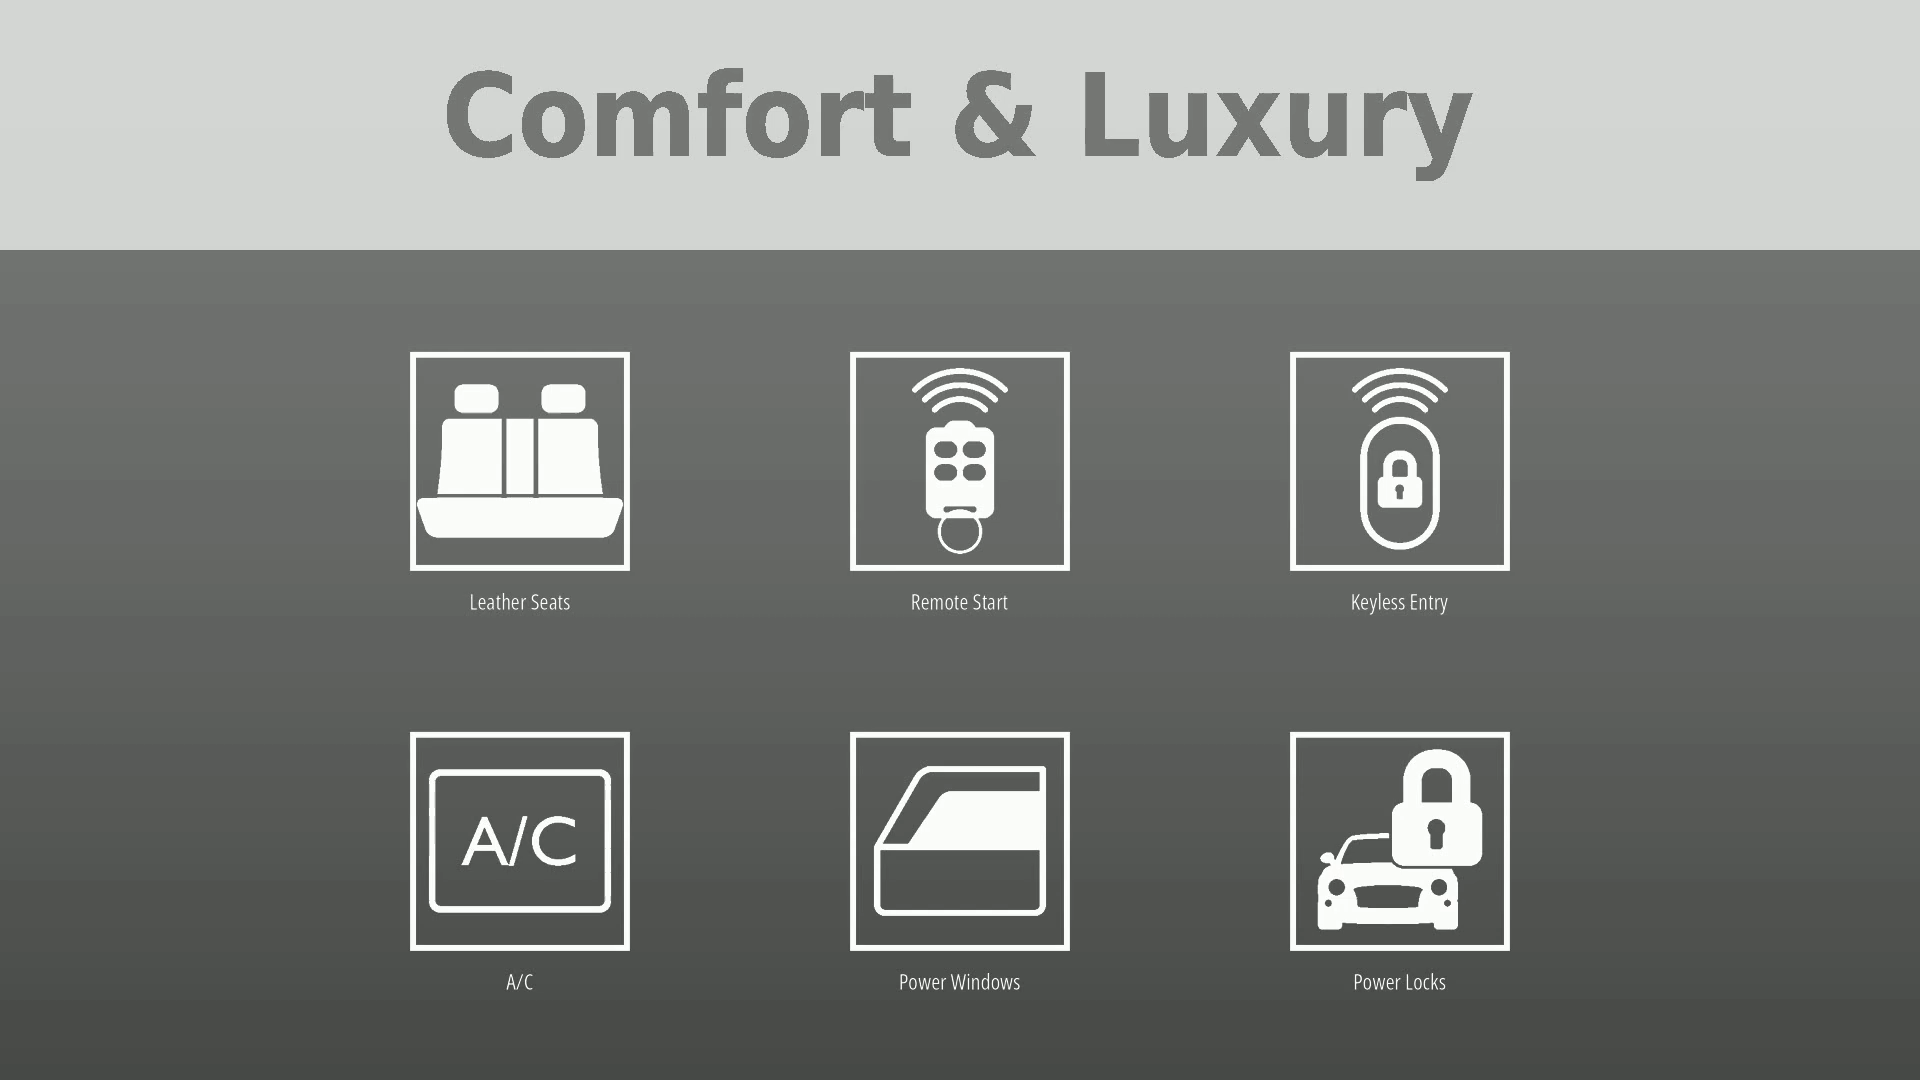 Comfort & Luxury
Leather Seats
Remote Start
Keyless Entry
A/C
A/C
Power Windows
Power Locks